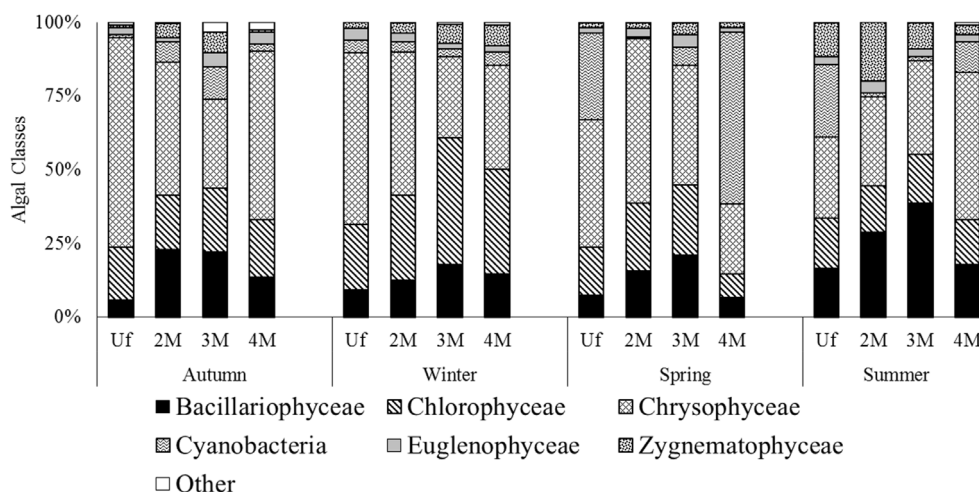 100%
75%
50%
25%
0%
Algal Classes
Uf 2M 3M 4M Uf 2M 3M 4M Uf 2M 3M 4M Uf 2M 3M 4M
Autumn Winter Spring Summer
Bacillariophyceae Chlorophyceae Chrysophyceae
Cyanobacteria Euglenophyceae Zygnematophyceae
Other